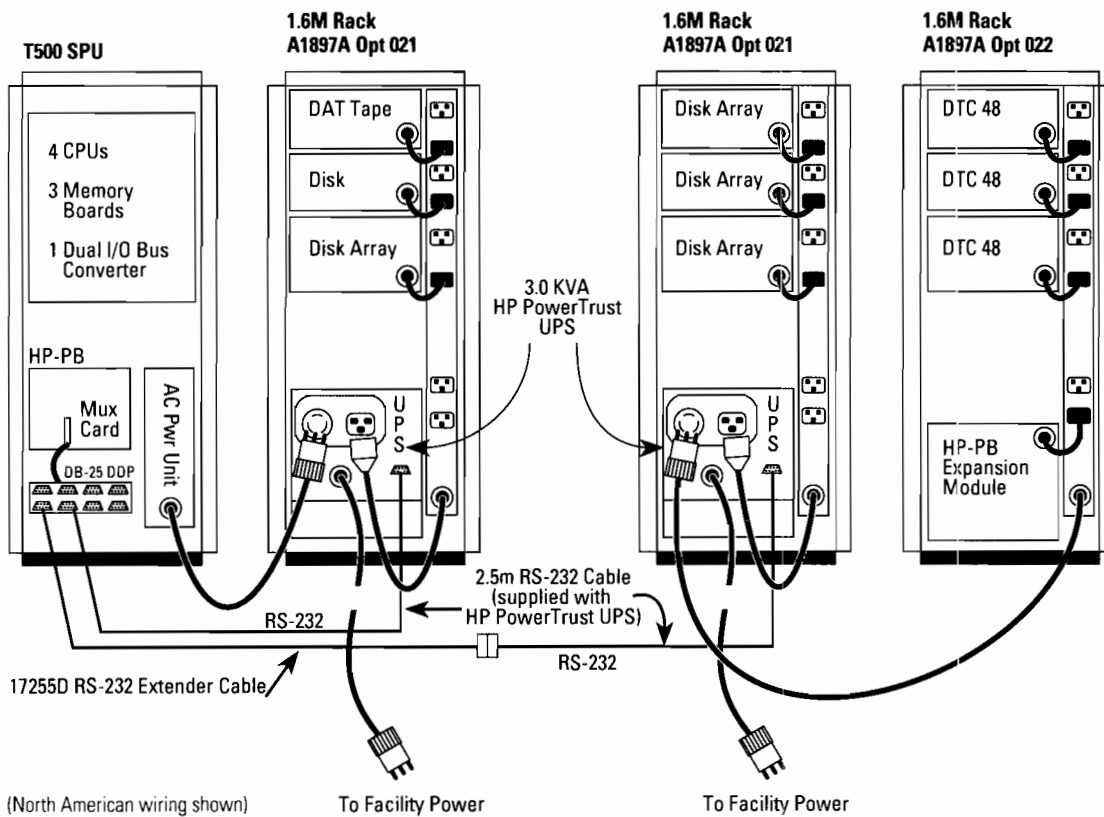 T500 SPU
1.6M Rack
A1897A Opt 021
1.6M Rack
A1897A Opt 021
1.6M Rack
A1897A Opt 022
4 CPUs
3 Memory
Boards
1 Dual I/O Bus
Converter
HP-PB
Mux
Card
AC Pwr Unit
DB-25 DDP
DAT Tape
Disk
Disk Array
UPS
3.0 KVA
HP PowerTrust
UPS
Disk Array
Disk Array
Disk Array
UPS
DTC 48
DTC 48
DTC 48
HP-PB
Expansion
Module
2.5m RS-232 Cable
(supplied with
HP PowerTrust UPS)
RS-232
RS-232
17255D RS-232 Extender Cable
(North American wiring shown)
To Facility Power
To Facility Power